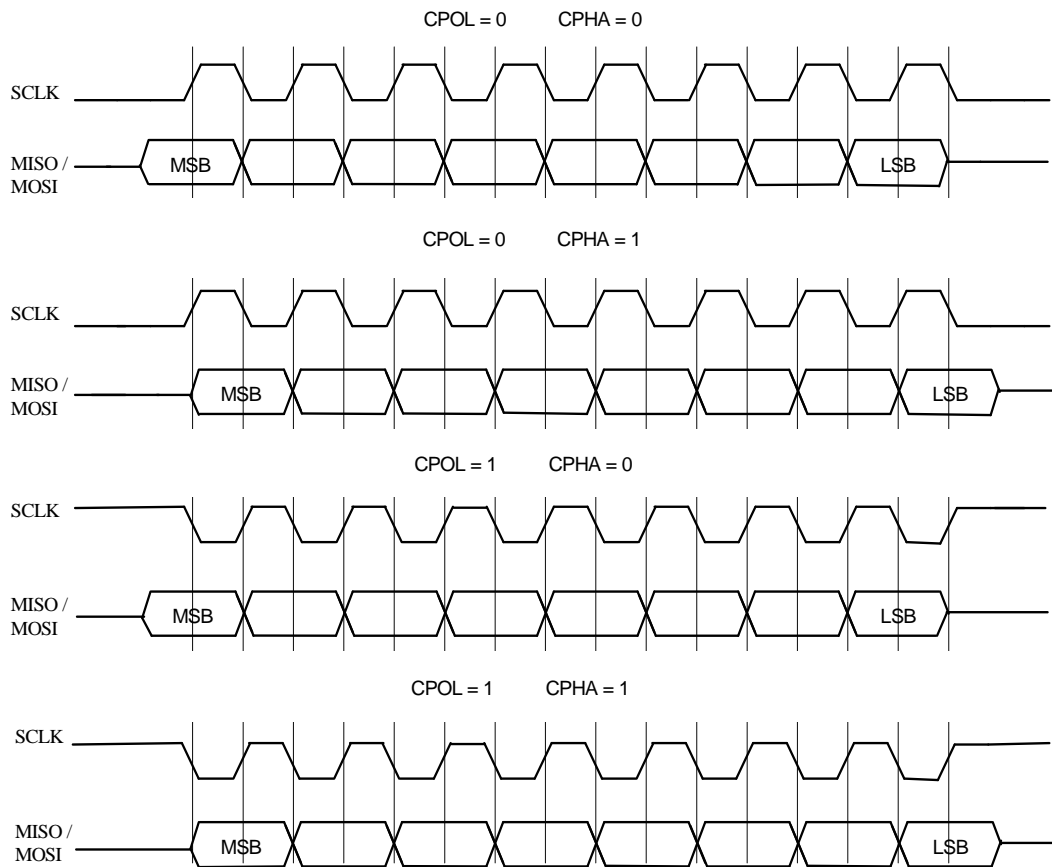 CPOL = 0 CPHA = 0
SCLK
MISO /
MOSI
MSB LSB
CPOL = 0 CPHA = 1
SCLK
MISO /
MOSI
MSB LSB
CPOL = 1 CPHA = 0
SCLK
MISO /
MOSI
MSB LSB
CPOL = 1 CPHA = 1
SCLK
MISO /
MOSI
MSB LSB